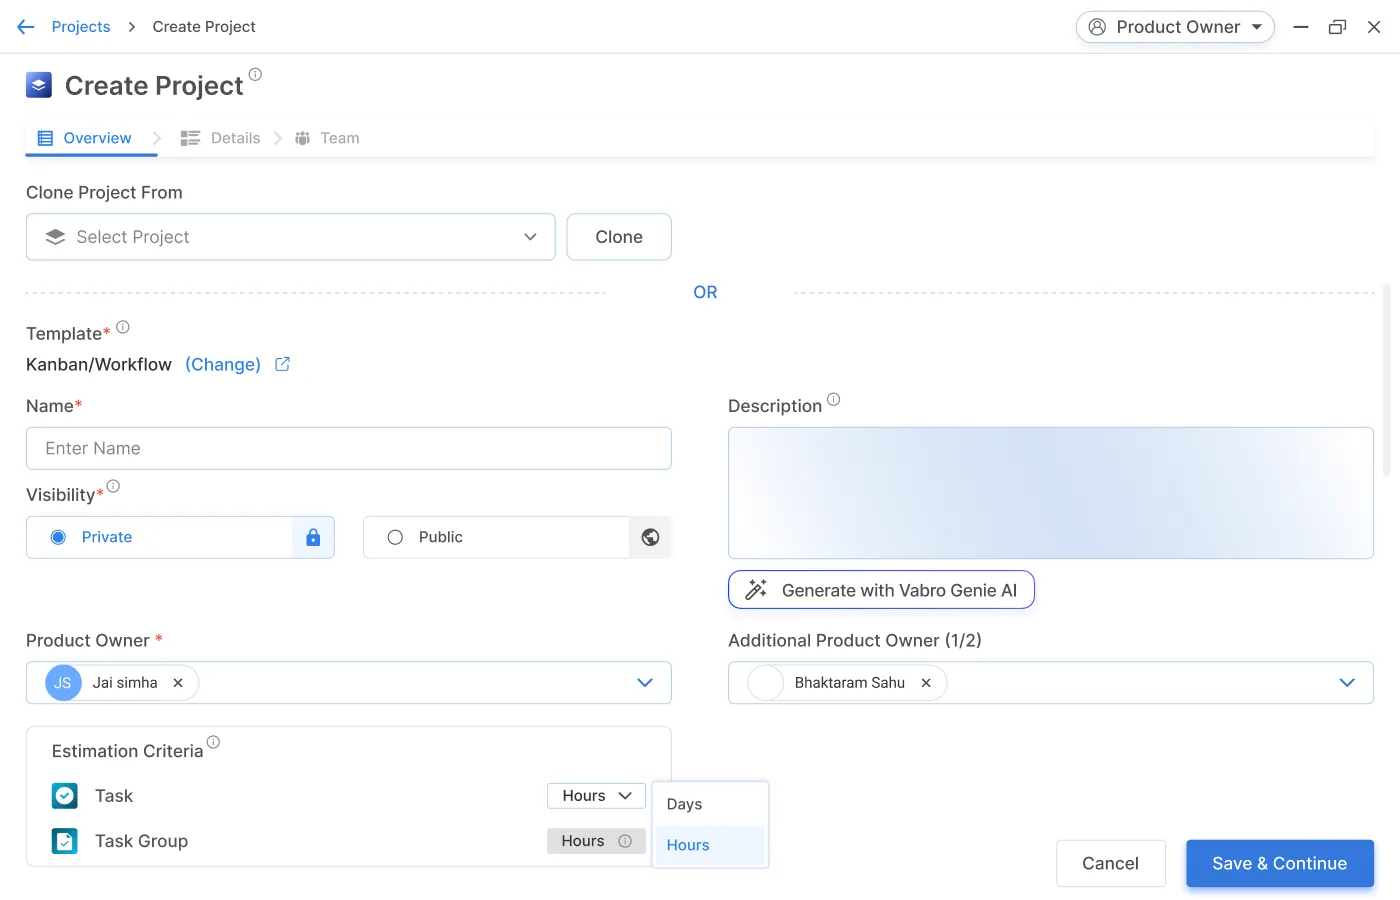 Projects > Create Project
Product Owner
Create Project
Overview
Details
Team
Clone Project From
Select Project
Clone
OR
Template*
Kanban/Workflow (Change)
Name*
Description
Enter Name
Visibility*
Private
Public
Generate with Vabro Genie AI
Product Owner *
Additional Product Owner (1/2)
JS Jai simha
Bhaktaram Sahu
Estimation Criteria
Task
Hours
Days
Task Group
Hours
Hours
Cancel
Save & Continue